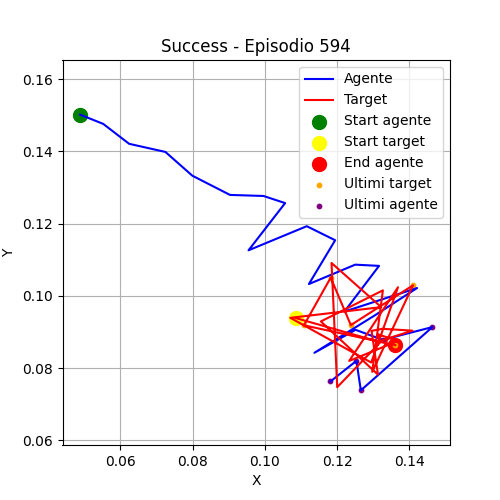 Success - Episodio 594
Agente
Target
Start agente
Start target
End agente
Ultimi target
Ultimi agente
Y
0.16
0.14
0.12
0.10
0.08
0.06
0.06
0.08
0.10
0.12
0.14
X